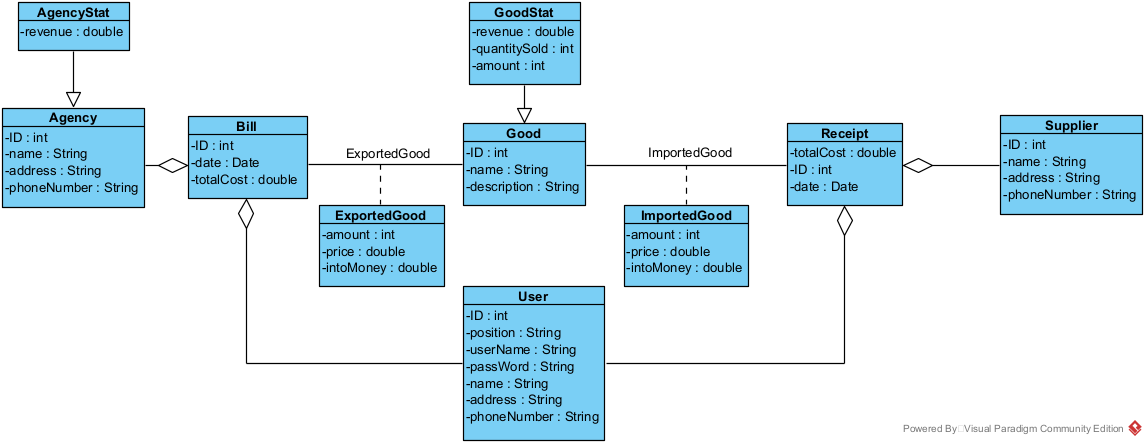 AgencyStat
-revenue : double
GoodStat
-revenue : double
-quantitySold : int
-amount : int
Agency
-ID : int
-name : String
-address : String
-phoneNumber : String
Bill
-ID : int
-date : Date
-totalCost : double
ExportedGood
Good
-ID : int
-name : String
-description : String
ImportedGood
Receipt
-totalCost : double
-ID : int
-date : Date
Supplier
-ID : int
-name : String
-address : String
-phoneNumber : String
ExportedGood
-amount : int
-price : double
-intoMoney : double
ImportedGood
-amount : int
-price : double
-intoMoney : double
User
-ID : int
-position : String
-userName : String
-passWord : String
-name : String
-address : String
-phoneNumber : String
Powered By Visual Paradigm Community Edition